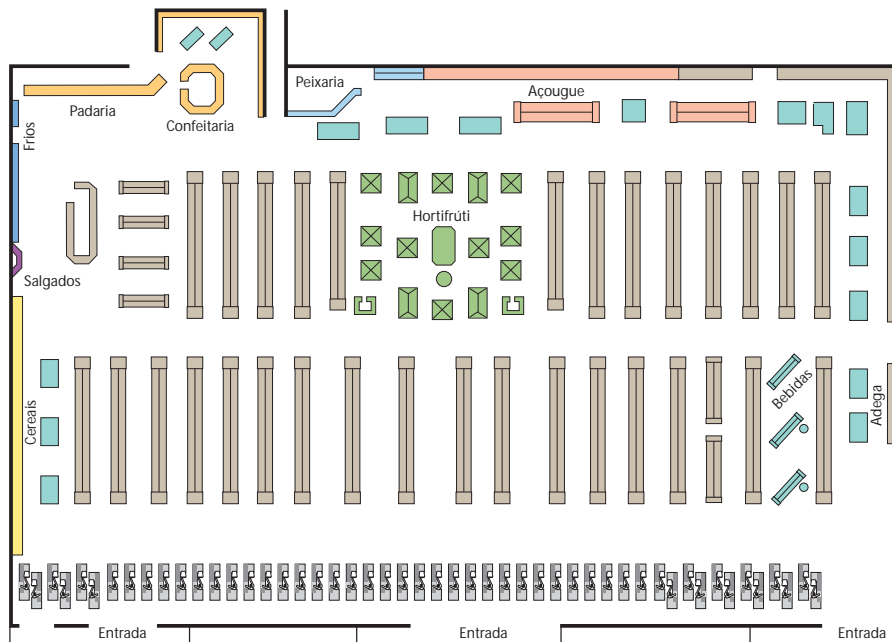 Peixaria
Açougue
Padaria
Confeitaria
Frios
Hortifrúti
Salgados
Cereais
Bebidas
Adega
Entrada
Entrada
Entrada